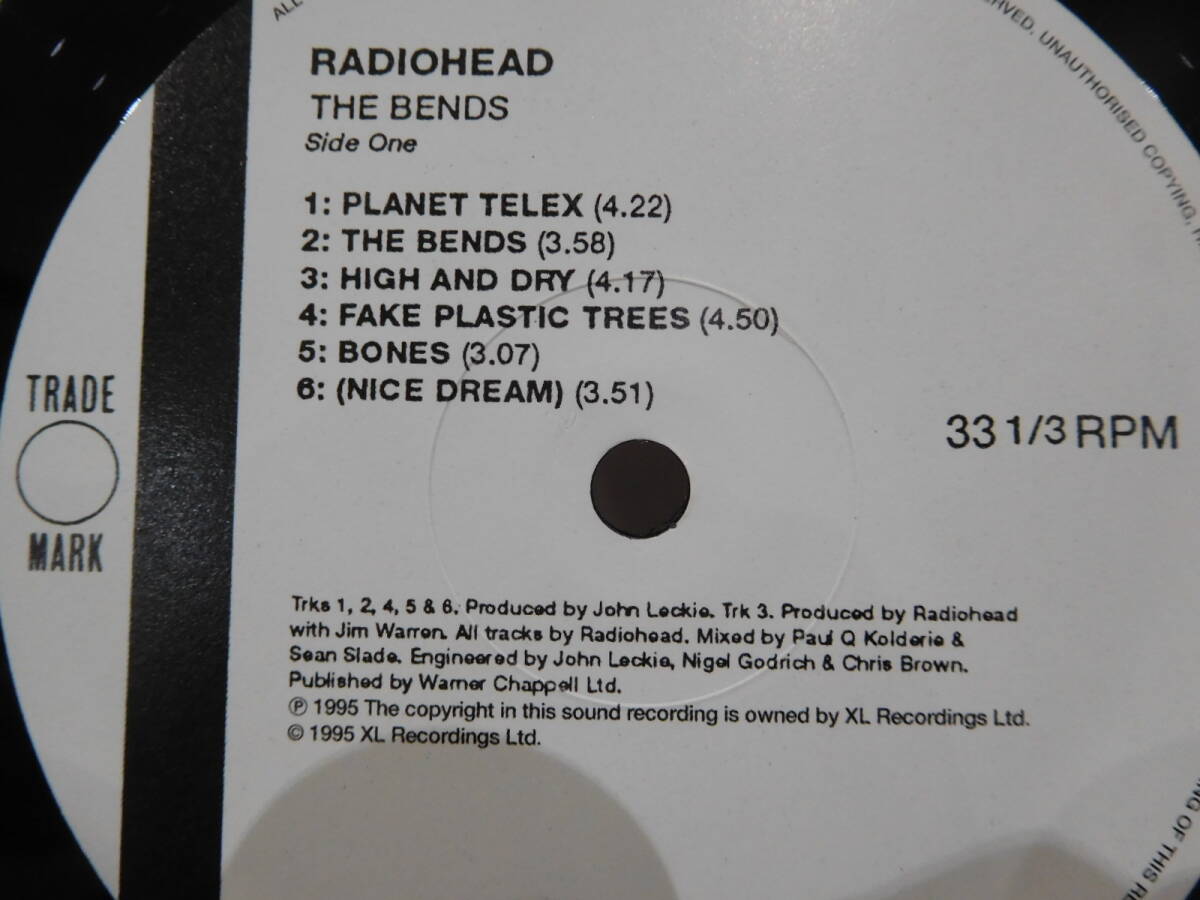 RADIOHEAD
THE BENDS
Side One
1: PLANET TELEX (4.22)
2: THE BENDS (3.58)
3: HIGH AND DRY (4.17)
4: FAKE PLASTIC TREES (4.50)
5: BONES (3.07)
6: (NICE DREAM) (3.51)
TRADE
MARK
33 1/3 RPM
Trks 1, 2, 4, 5 & 6. Produced by John Leckie. Trk 3. Produced by Radiohead
with Jim Warren. All tracks by Radiohead. Mixed by Paul Q Kolderie &
Sean Slade. Engineered by John Leckie, Nigel Godrich & Chris Brown.
Published by Warner Chappell Ltd.
℗ 1995 The copyright in this sound recording is owned by XL Recordings Ltd.
© 1995 XL Recordings Ltd.
ALL
UNAUTHORISED COPYING,
OF THIS